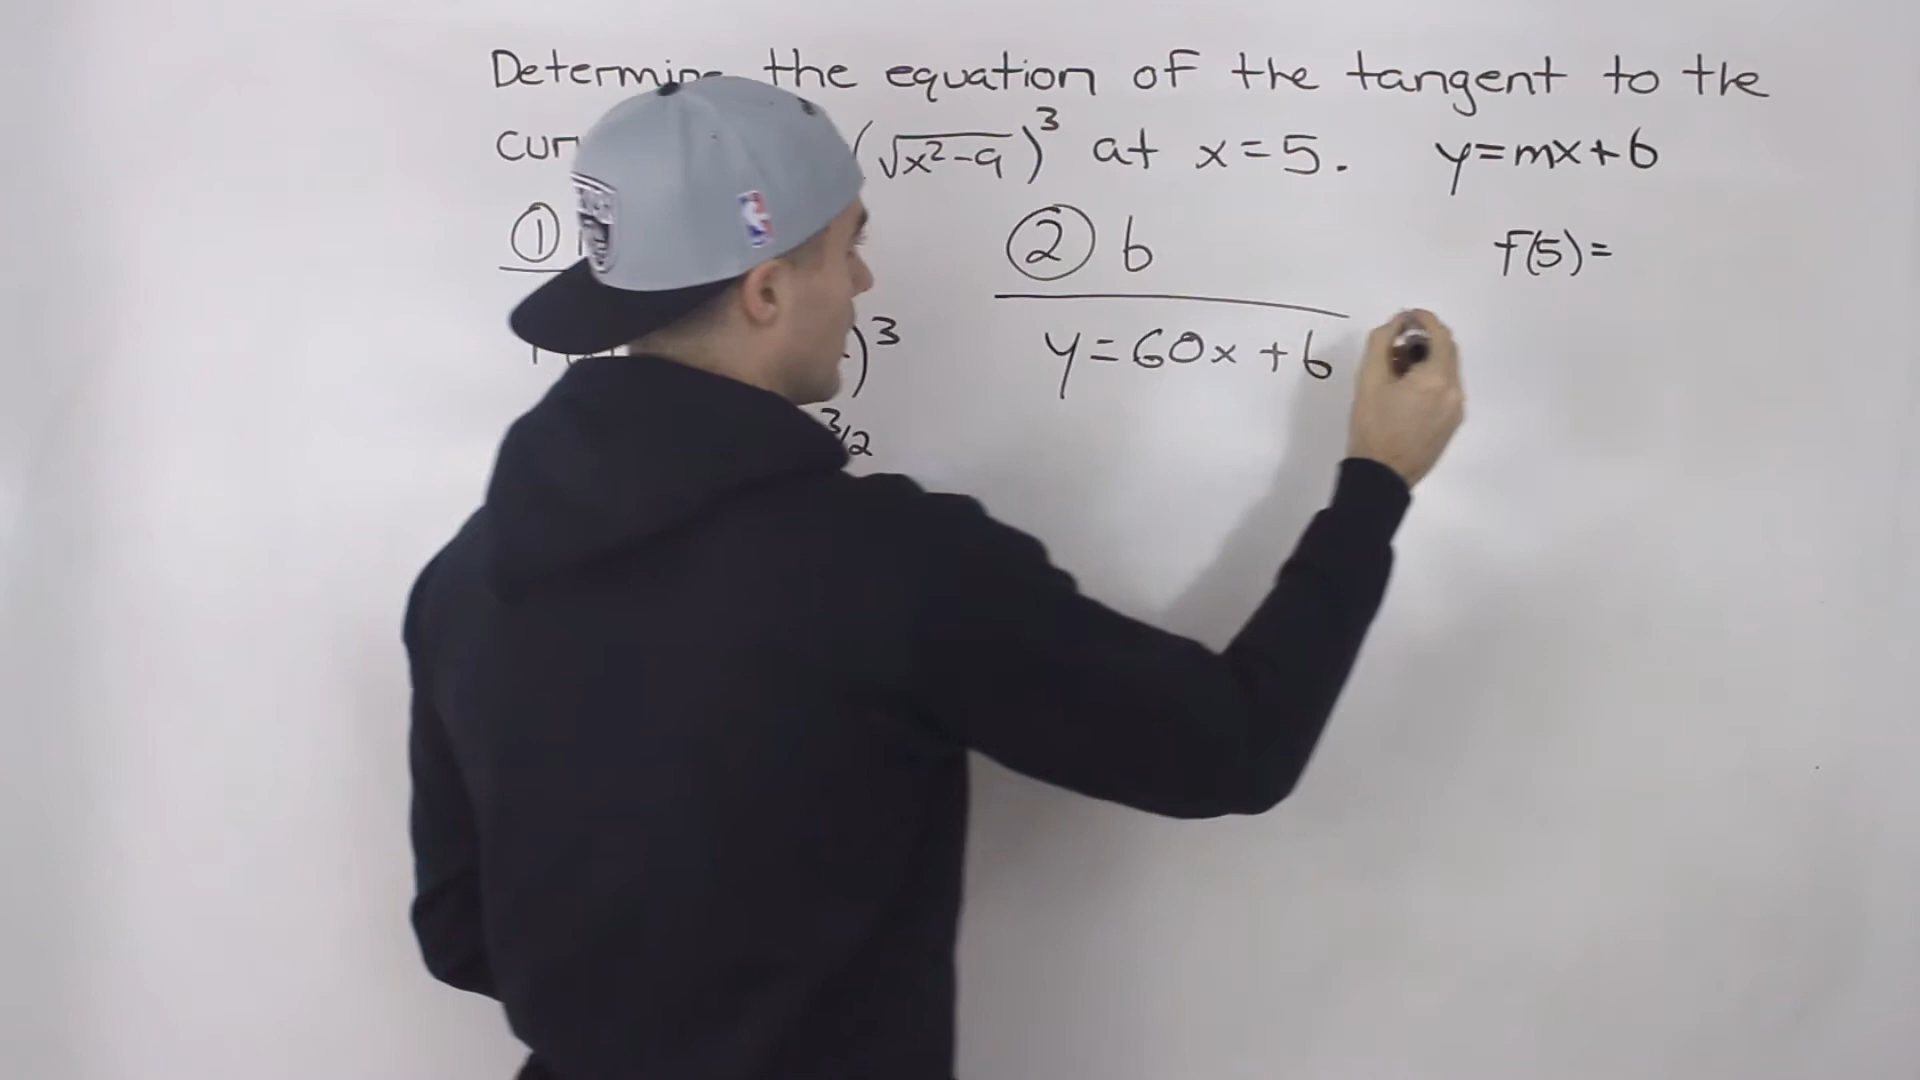 Determine the equation of the tangent to the
cur (√x²-9)³ at x=5. y=mx+b
① ② b f(5)=
)³ y=60x+b
3/2